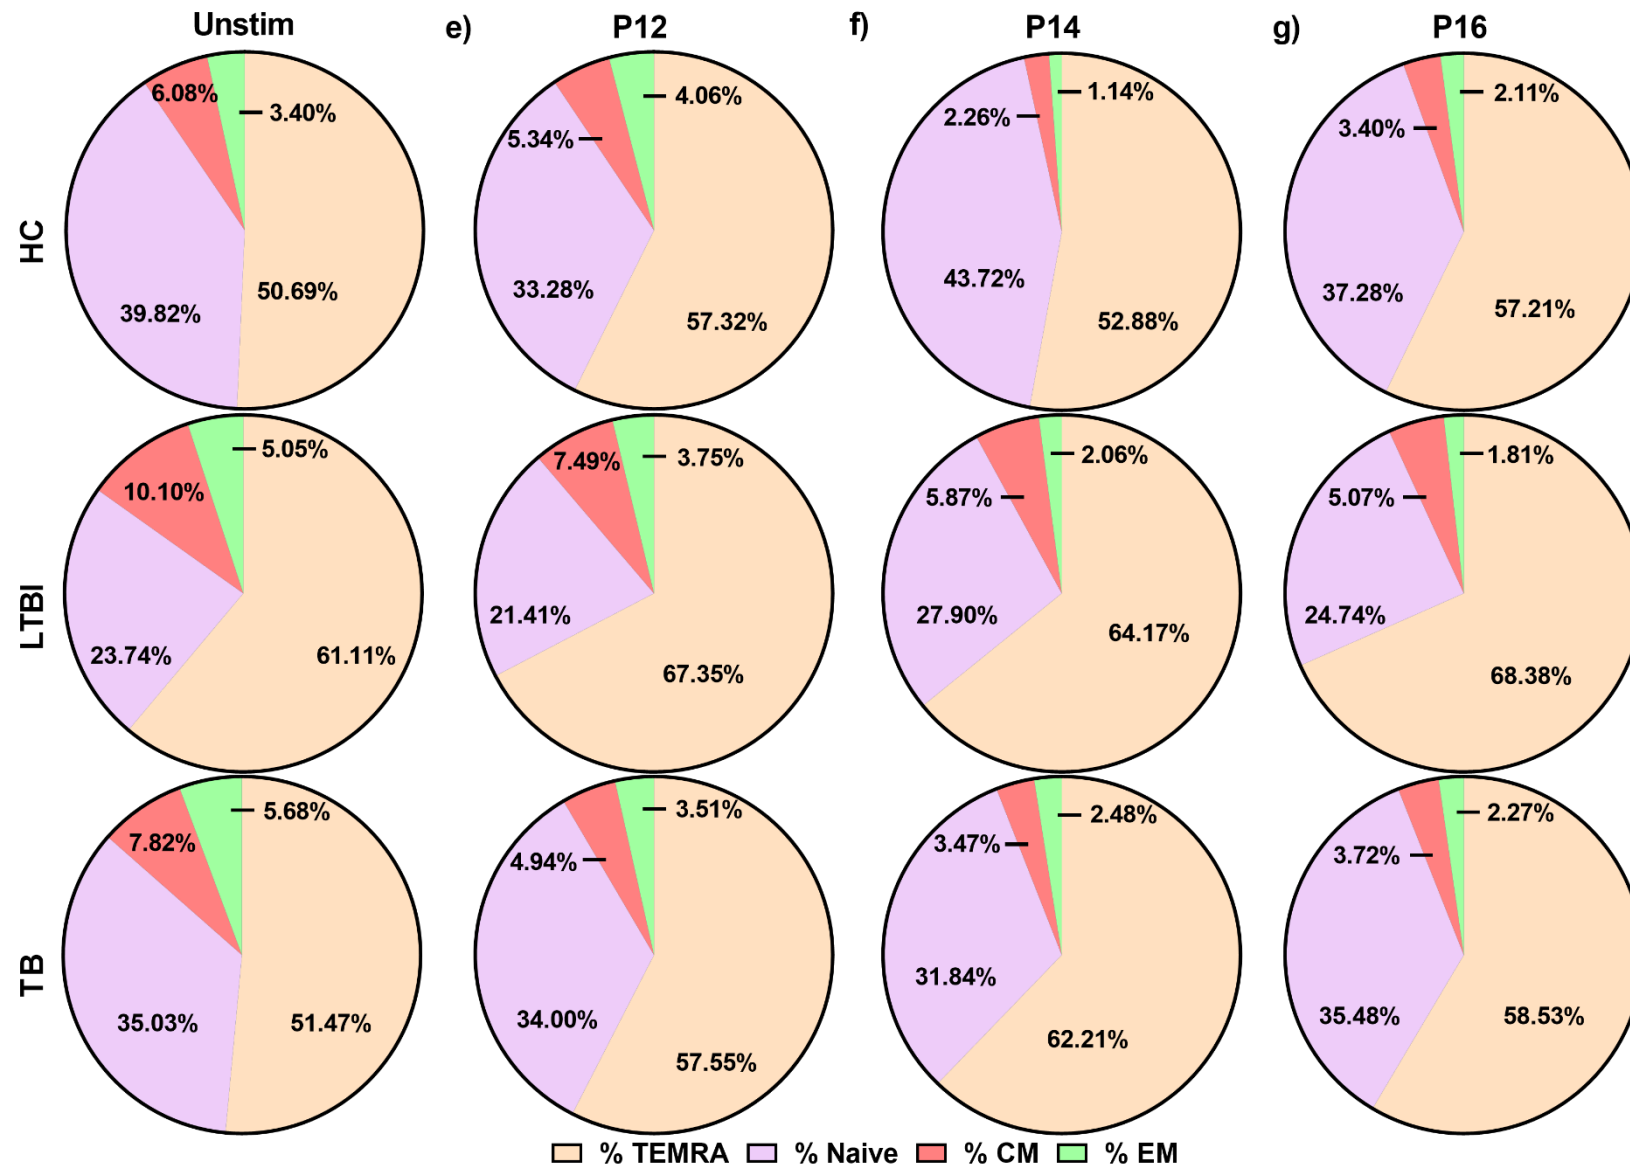 Unstim e) P12 f) P14 g) P16
HC
6.08% 3.40% 39.82% 50.69%
4.06% 5.34% 33.28% 57.32%
1.14% 2.26% 43.72% 52.88%
2.11% 3.40% 37.28% 57.21%
LTBI
5.05% 10.10% 23.74% 61.11%
7.49% 3.75% 21.41% 67.35%
2.06% 5.87% 27.90% 64.17%
1.81% 5.07% 24.74% 68.38%
TB
5.68% 7.82% 35.03% 51.47%
3.51% 4.94% 34.00% 57.55%
2.48% 3.47% 31.84% 62.21%
2.27% 3.72% 35.48% 58.53%
% TEMRA % Naive % CM % EM